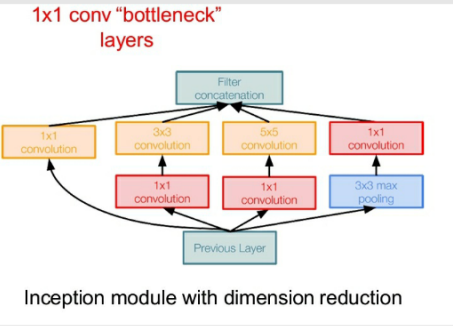 1x1 conv “bottleneck”
layers
Filter
concatenation
1x1
convolution
3x3
convolution
5x5
convolution
1x1
convolution
1x1
convolution
1x1
convolution
3x3 max
pooling
Previous Layer
Inception module with dimension reduction